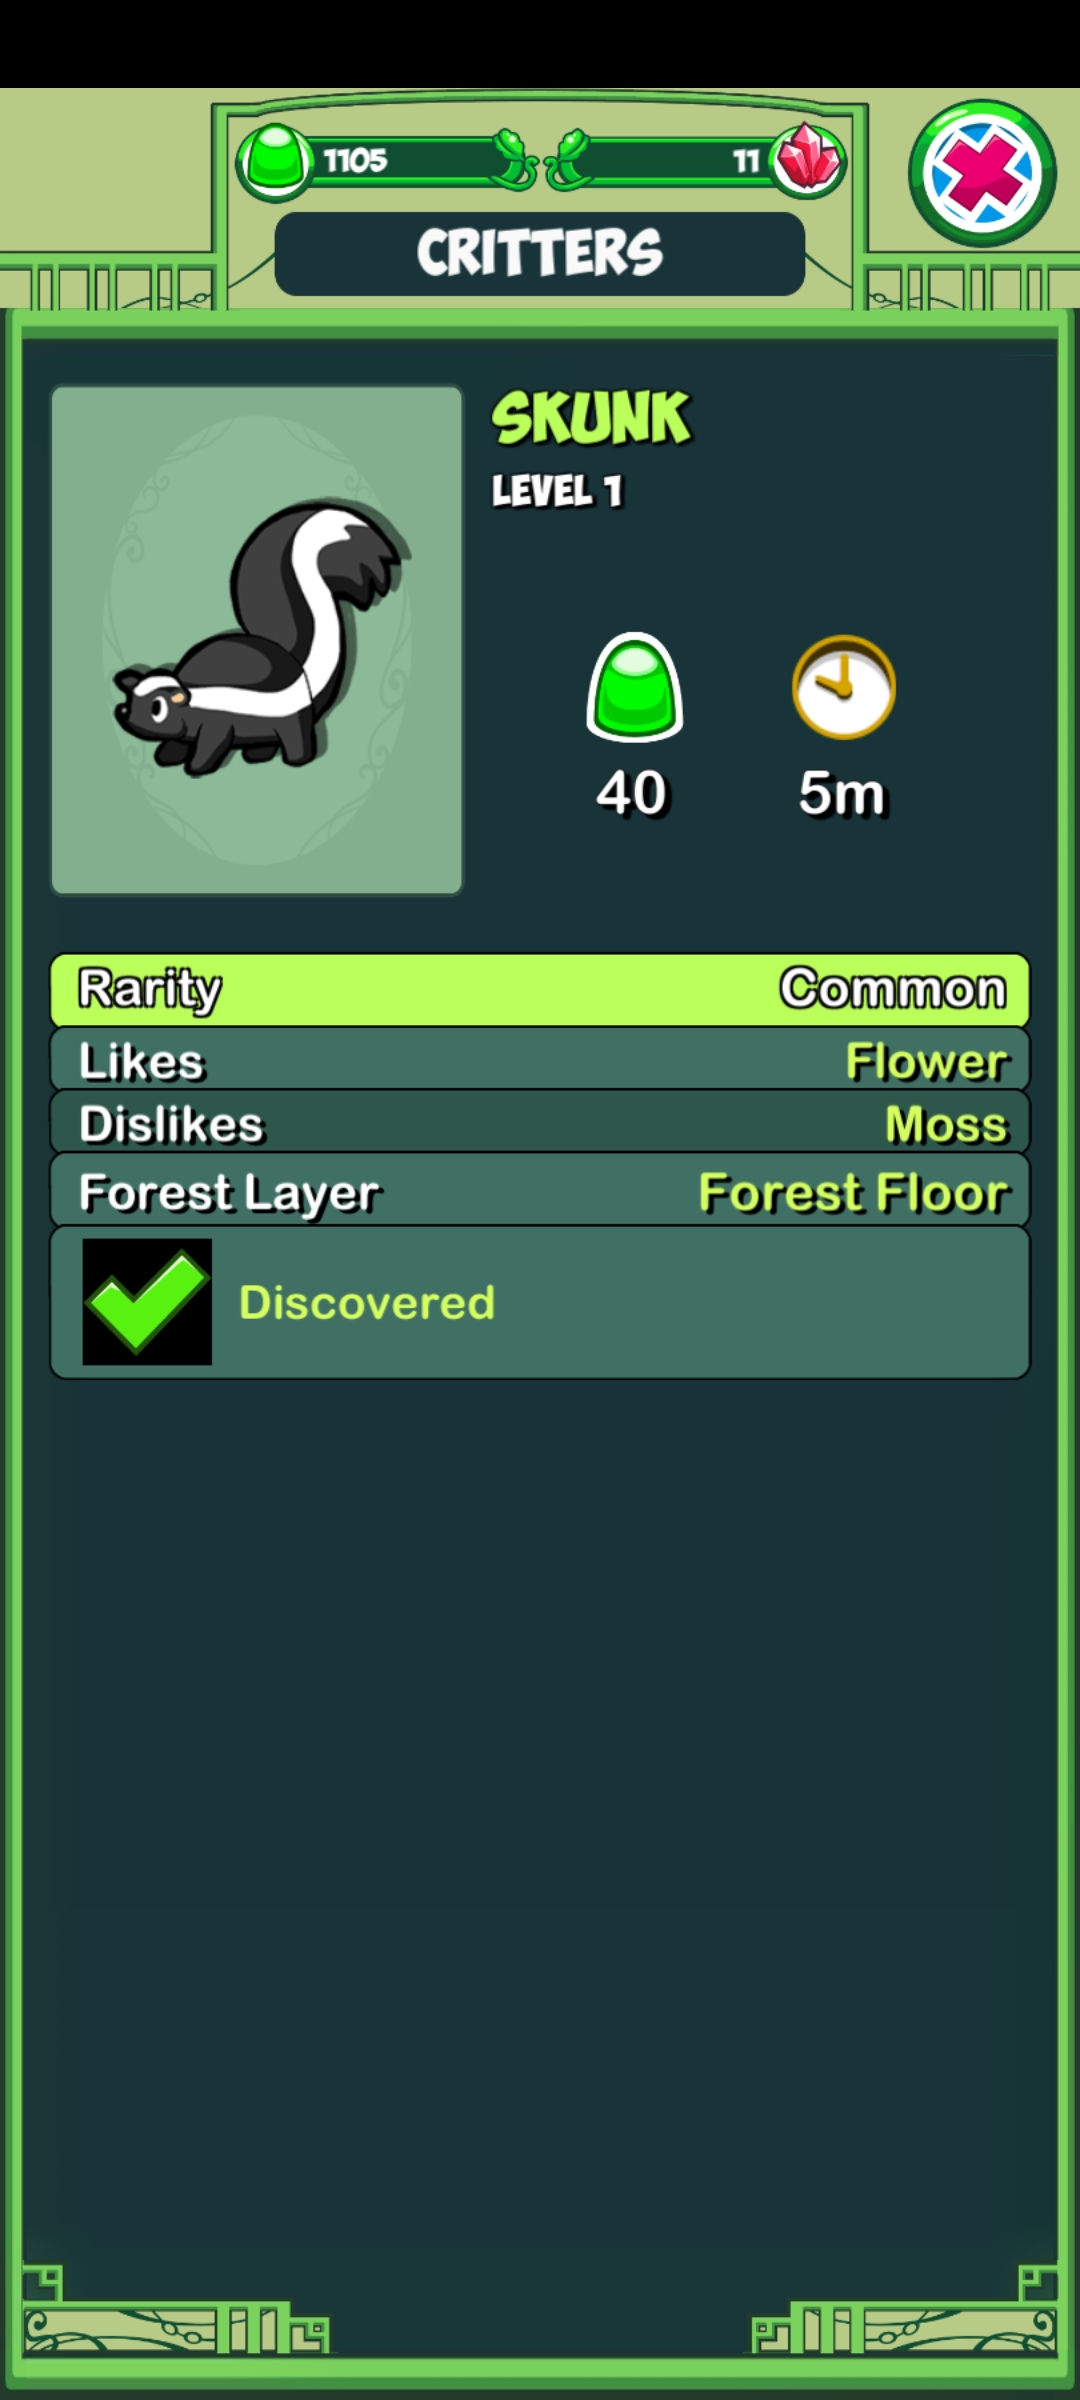 1105
11
CRITTERS
SKUNK
LEVEL 1
40
5m
Rarity Common
Likes Flower
Dislikes Moss
Forest Layer Forest Floor
Discovered